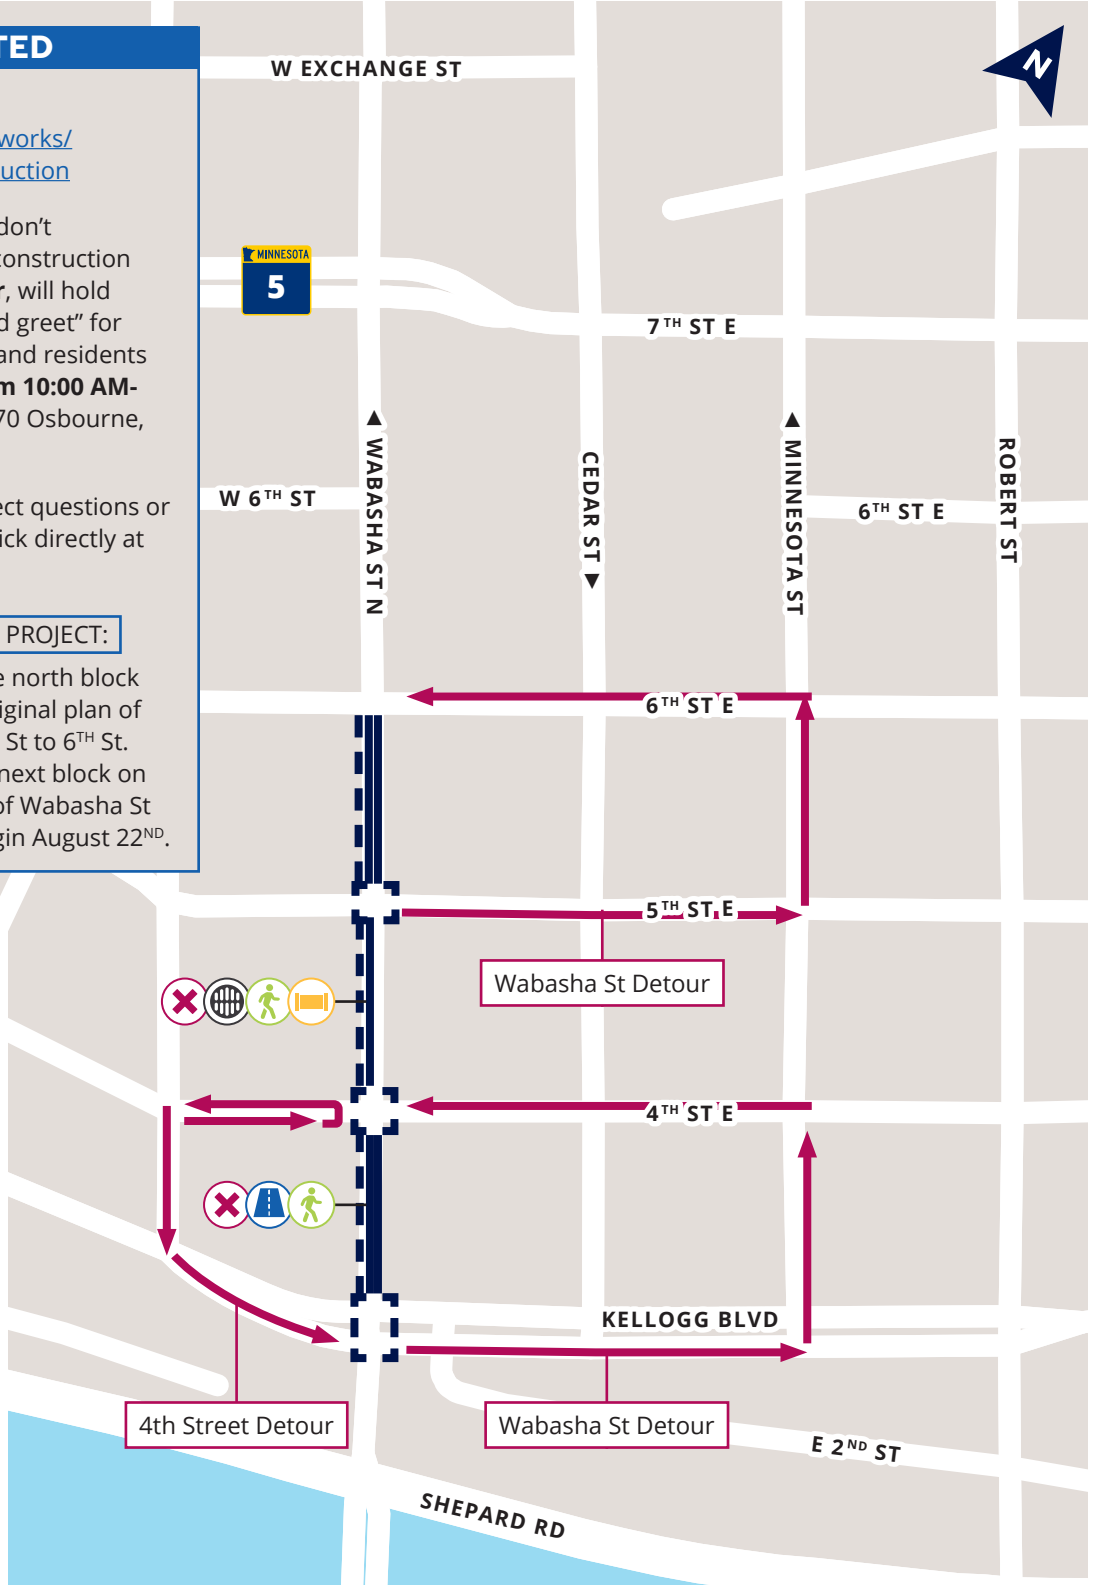 TED
works/
uction
don’t
construction
r, will hold
d greet” for
and residents
m 10:00 AM-
70 Osbourne,
ect questions or
ick directly at
PROJECT:
e north block
iginal plan of
St to 6TH St.
next block on
of Wabasha St
gin August 22ND.
W EXCHANGE ST
N
MINNESOTA
5
7TH ST E
WABASHA ST N
CEDAR ST
MINNESOTA ST
ROBERT ST
W 6TH ST
6TH ST E
6TH ST E
5TH ST E
Wabasha St Detour
4TH ST E
KELLOGG BLVD
4th Street Detour
Wabasha St Detour
E 2ND ST
SHEPARD RD